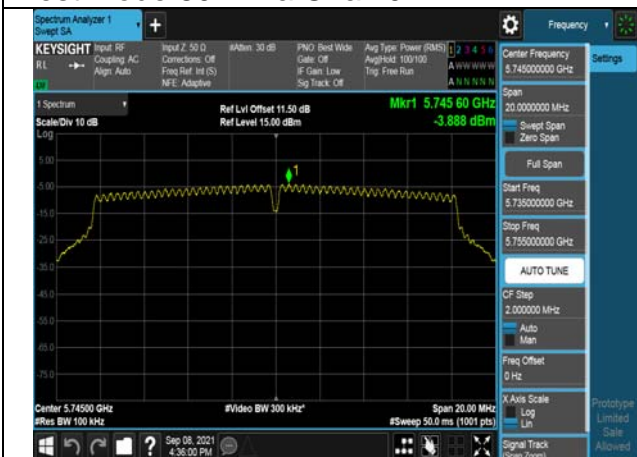 Spectrum Analyzer 1
Swept SA
Frequency
KEYSIGHT
RL
Input: RF
Coupling: AC
Align: Auto
Input Z: 50 Ω
Corrections: Off
Freq Ref: Int (S)
NFE: Adaptive
#Atten: 30 dB
PNO: Best Wide
Gate: Off
IF Gain: Low
Sig Track: Off
Avg Type: Power (RMS)
Avg|Hold: 100/100
Trig: Free Run
1 2 3 4 5 6
A W W W W W
A N N N N N
1 Spectrum
Scale/Div 10 dB
Log
Ref Lvl Offset 11.50 dB
Ref Level 15.00 dBm
Mkr1 5.745 60 GHz
-3.888 dBm
1
5.00
-5.00
-15.0
-25.0
-35.0
-45.0
-55.0
-65.0
-75.0
Center 5.74500 GHz
#Res BW 100 kHz
#Video BW 300 kHz*
Span 20.00 MHz
#Sweep 50.0 ms (1001 pts)
Sep 08, 2021
4:36:00 PM
Center Frequency
5.745000000 GHz
Settings
Span
20.0000000 MHz
Swept Span
Zero Span
Full Span
Start Freq
5.735000000 GHz
Stop Freq
5.755000000 GHz
AUTO TUNE
CF Step
2.000000 MHz
Auto
Man
Freq Offset
0 Hz
X Axis Scale
Log
Lin
Signal Track
(Span Zoom)
Prototype
Limited
Sale
Allowed